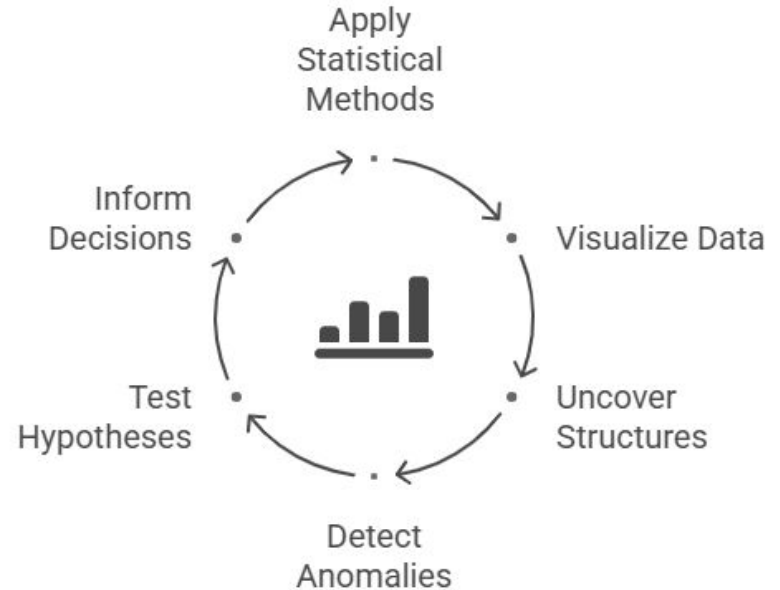 Apply
Statistical
Methods
Visualize Data
Uncover
Structures
Detect
Anomalies
Test
Hypotheses
Inform
Decisions